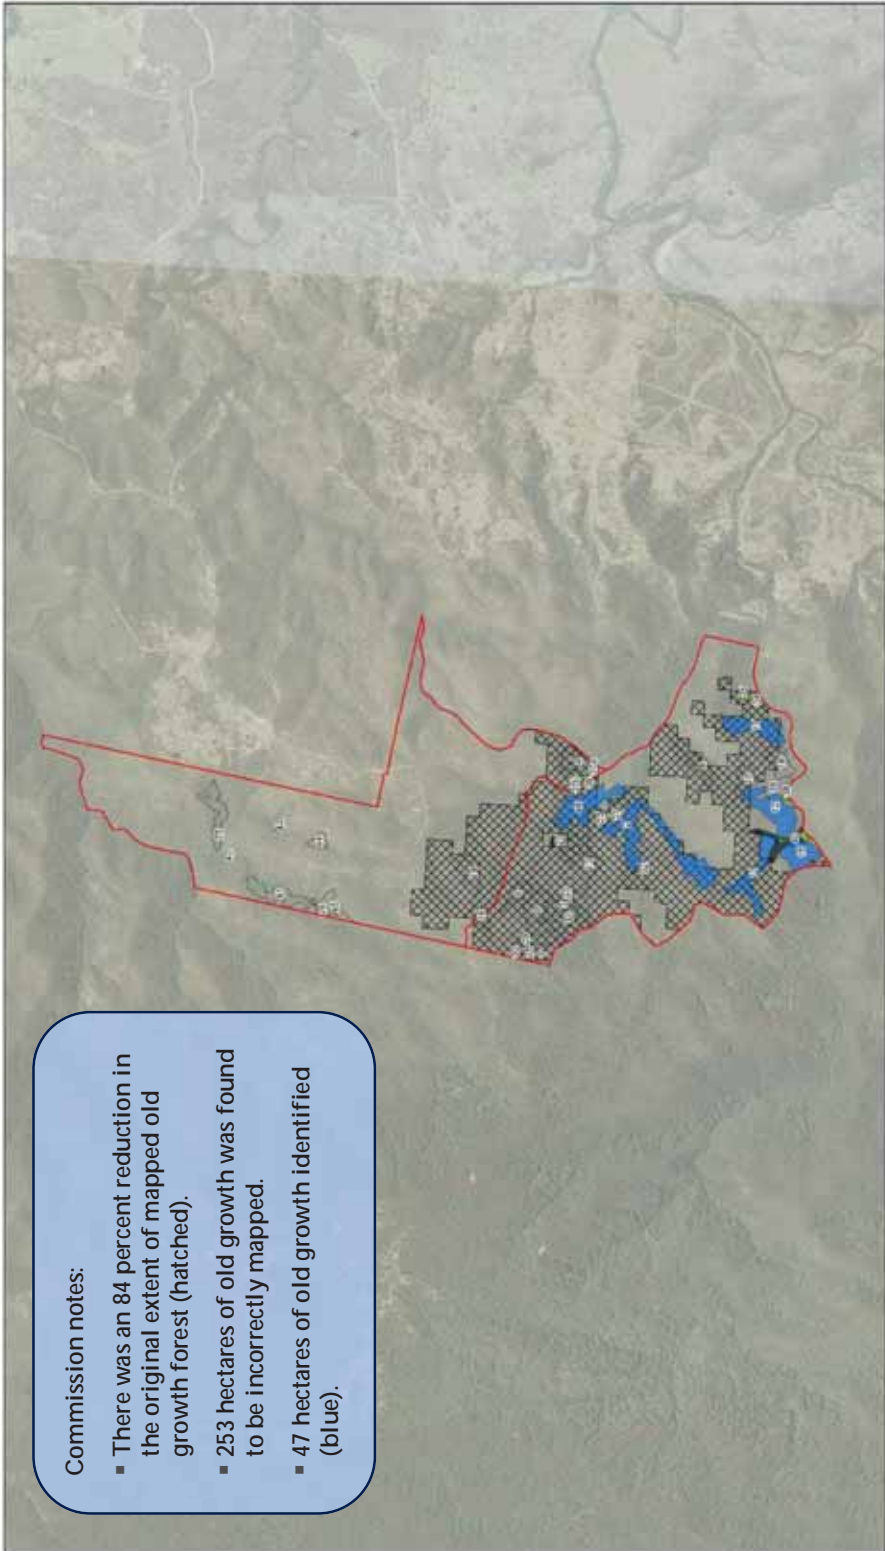 Commission notes:
▪ There was an 84 percent reduction in
the original extent of mapped old
growth forest (hatched).
▪ 253 hectares of old growth was found
to be incorrectly mapped.
▪ 47 hectares of old growth identified
(blue).